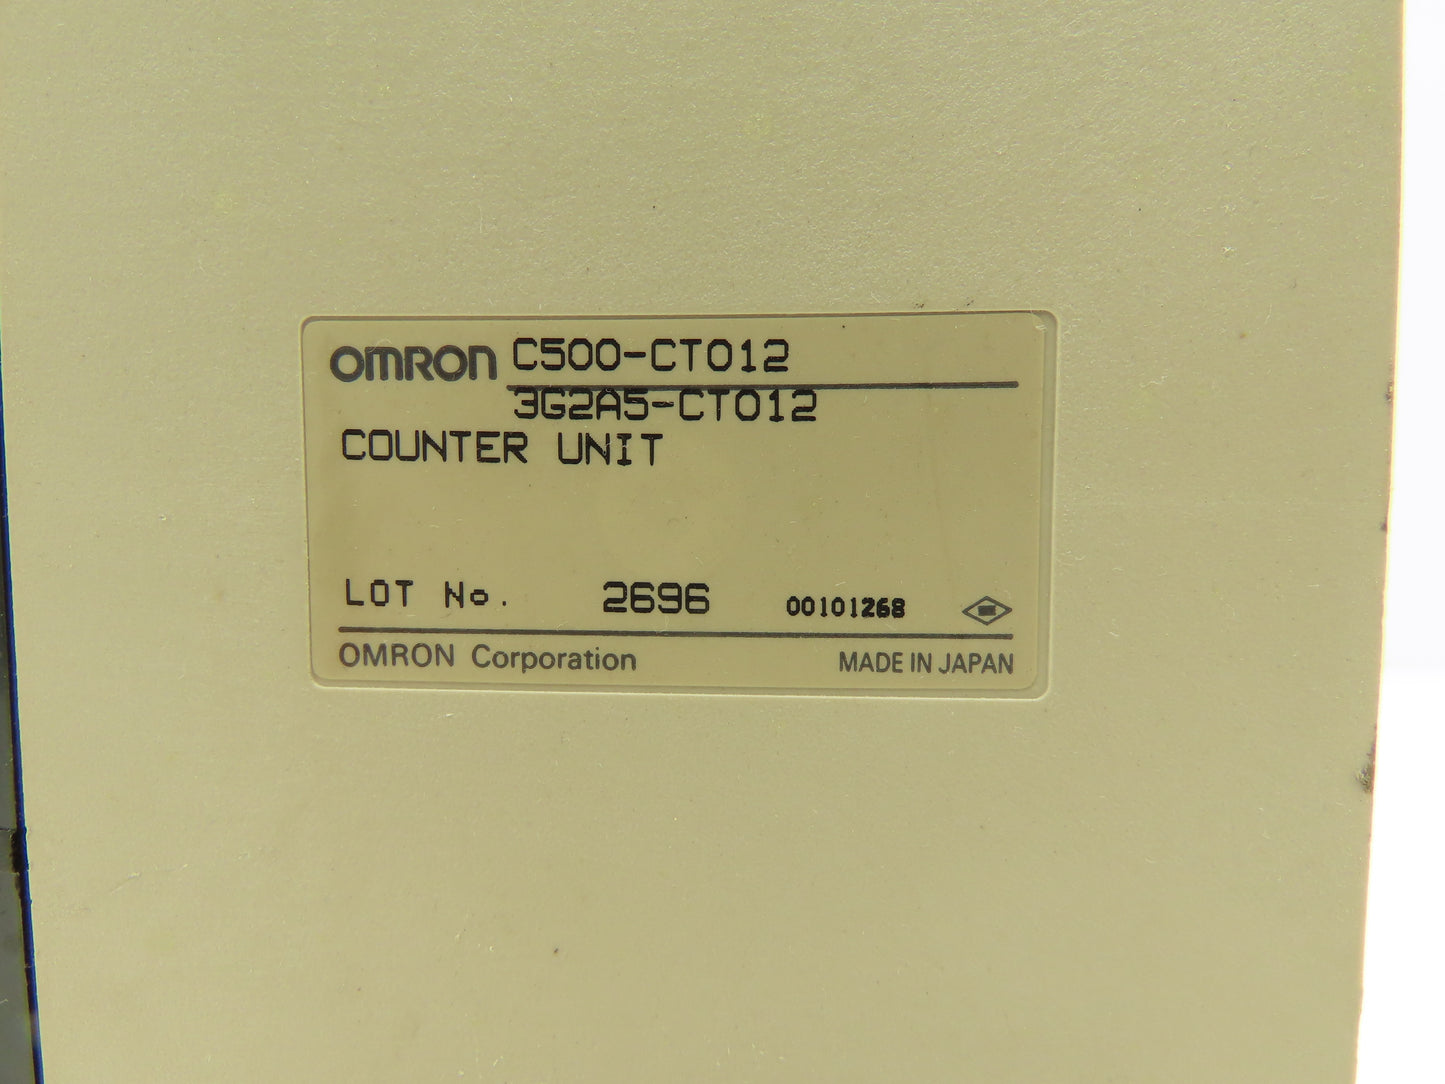 OMRON C500-CT012
3G2A5-CT012
COUNTER UNIT
LOT No. 2696 00101268
OMRON Corporation MADE IN JAPAN